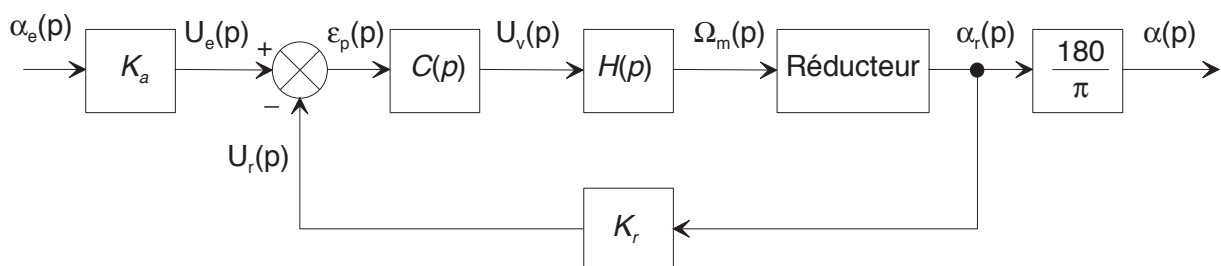 αₑ(p)
Kₐ
Uₑ(p)
+
−
εₚ(p)
C(p)
Uᵥ(p)
H(p)
Ωₘ(p)
Réducteur
αᵣ(p)
180
π
α(p)
Uᵣ(p)
Kᵣ